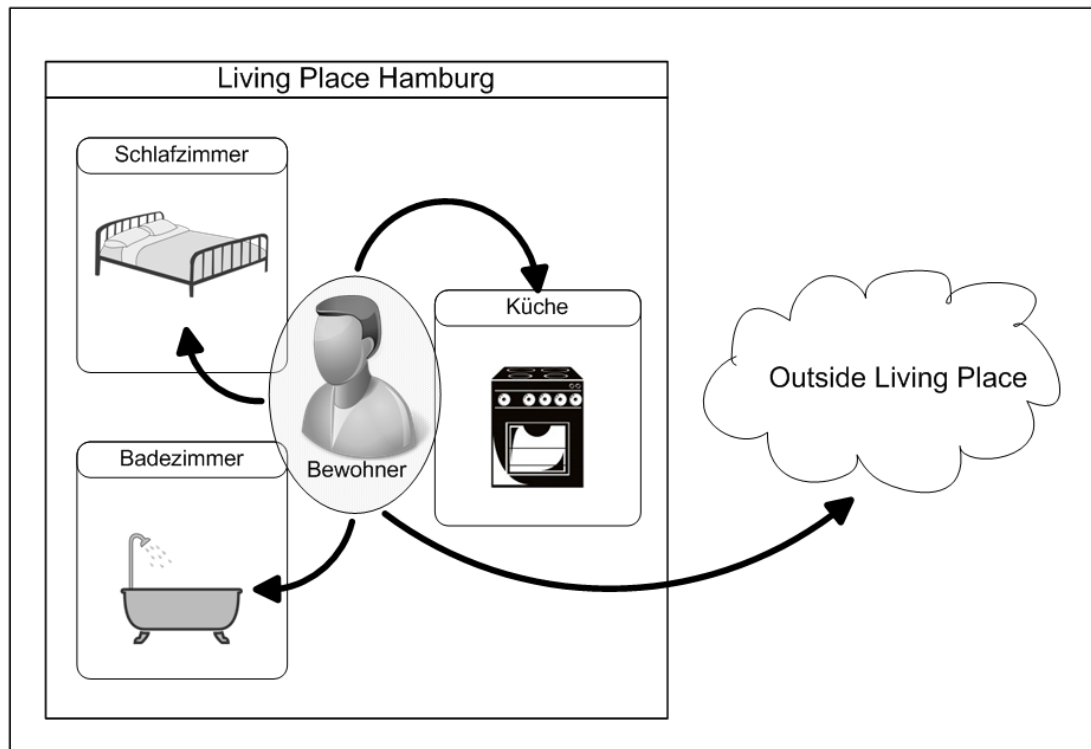 Living Place Hamburg
Schlafzimmer
Küche
Outside Living Place
Badezimmer
Bewohner